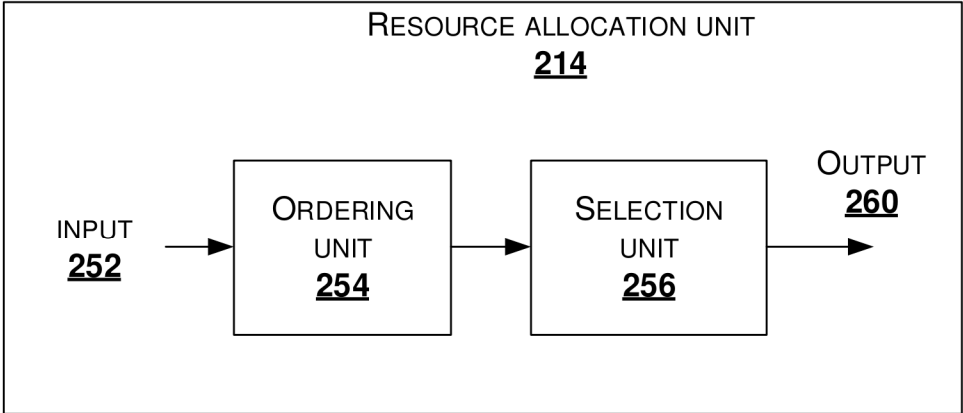 RESOURCE ALLOCATION UNIT
214
INPUT
252
ORDERING
UNIT
254
SELECTION
UNIT
256
OUTPUT
260